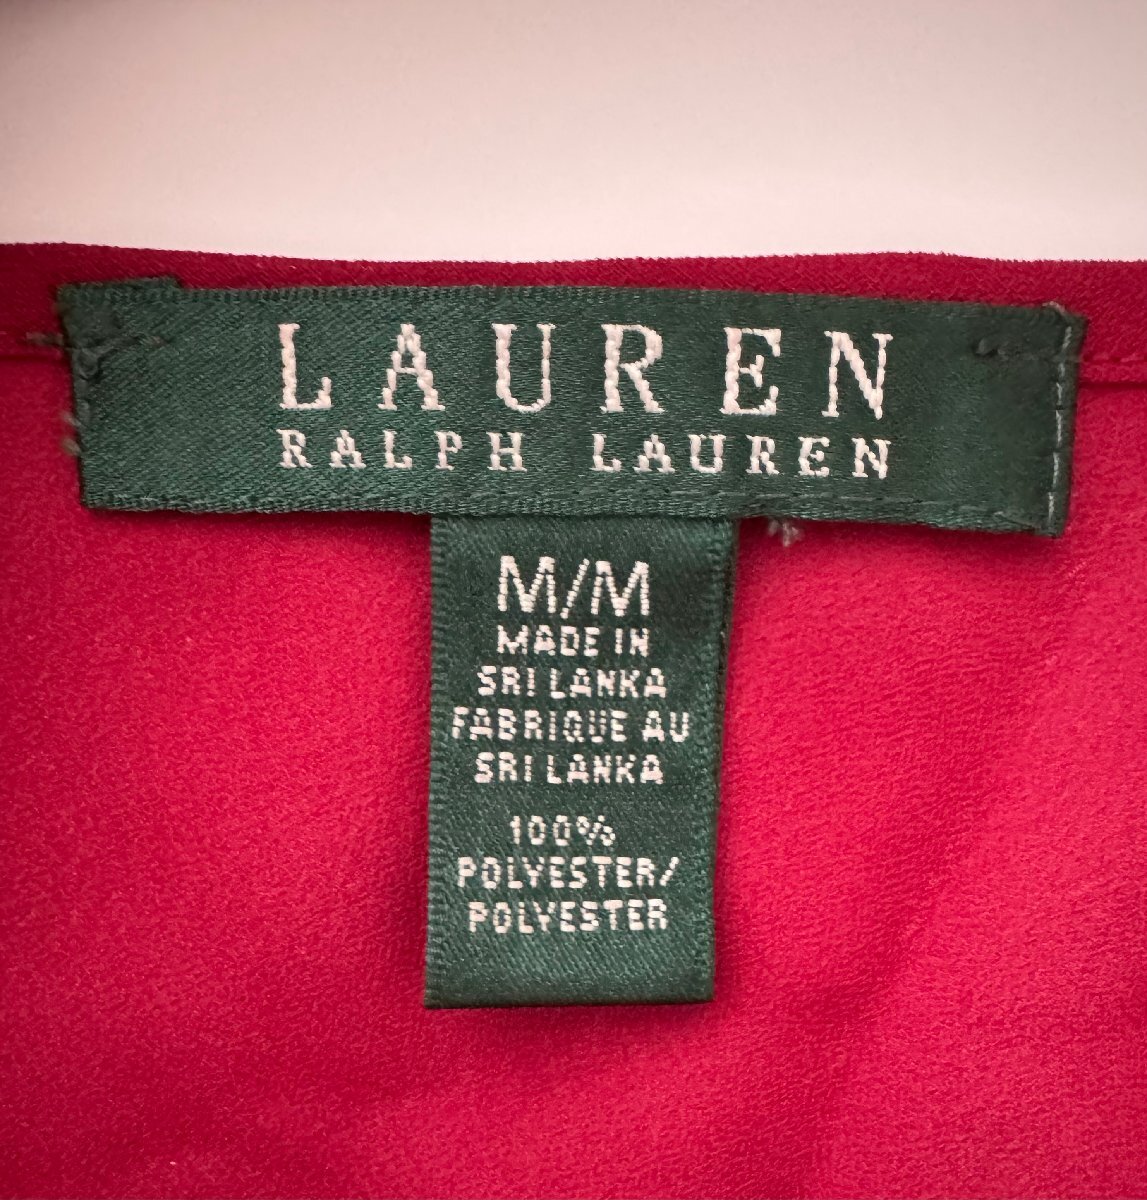 LAUREN
RALPH LAUREN
M/M
MADE IN
SRI LANKA
FABRIQUE AU
SRI LANKA
100%
POLYESTER/
POLYESTER